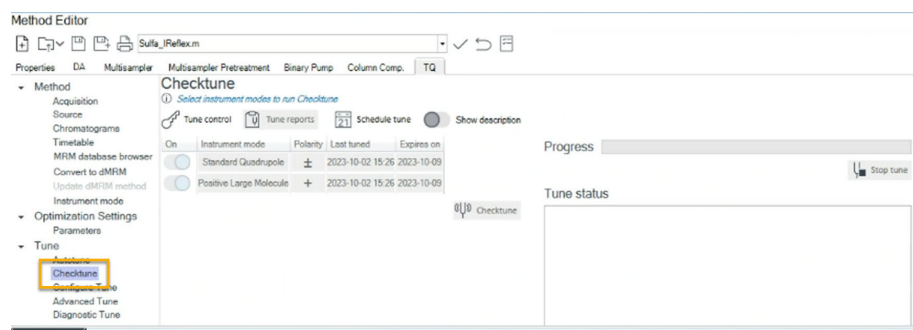 Method Editor
Sulfa_IReflex.m
Properties DA Multisampler Multisampler Pretreatment Binary Pump Column Comp. TQ
Method
Acquisition
Source
Chromatograms
Timetable
MRM database browser
Convert to dMRM
Update dMRM method
Instrument mode
Optimization Settings
Parameters
Tune
Autotune
Checktune
Configure Tune
Advanced Tune
Diagnostic Tune
Checktune
Select instrument modes to run Checktune
Tune control Tune reports 21 Schedule tune Show description
On Instrument mode Polarity Last tuned Expires on
Standard Quadrupole ± 2023-10-02 15:26 2023-10-09
Positive Large Molecule + 2023-10-02 15:26 2023-10-09
Checktune
Progress
Stop tune
Tune status